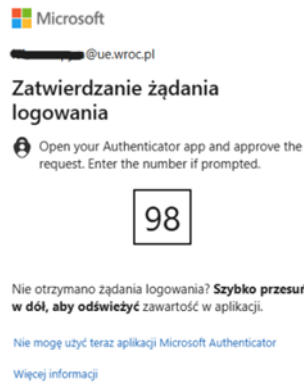 Microsoft
@ue.wroc.pl
Zatwierdzanie żądania
logowania
Open your Authenticator app and approve the
request. Enter the number if prompted.
98
Nie otrzymano żądania logowania? Szybko przesuń
w dół, aby odświeżyć zawartość w aplikacji.
Nie mogę użyć teraz aplikacji Microsoft Authenticator
Więcej informacji